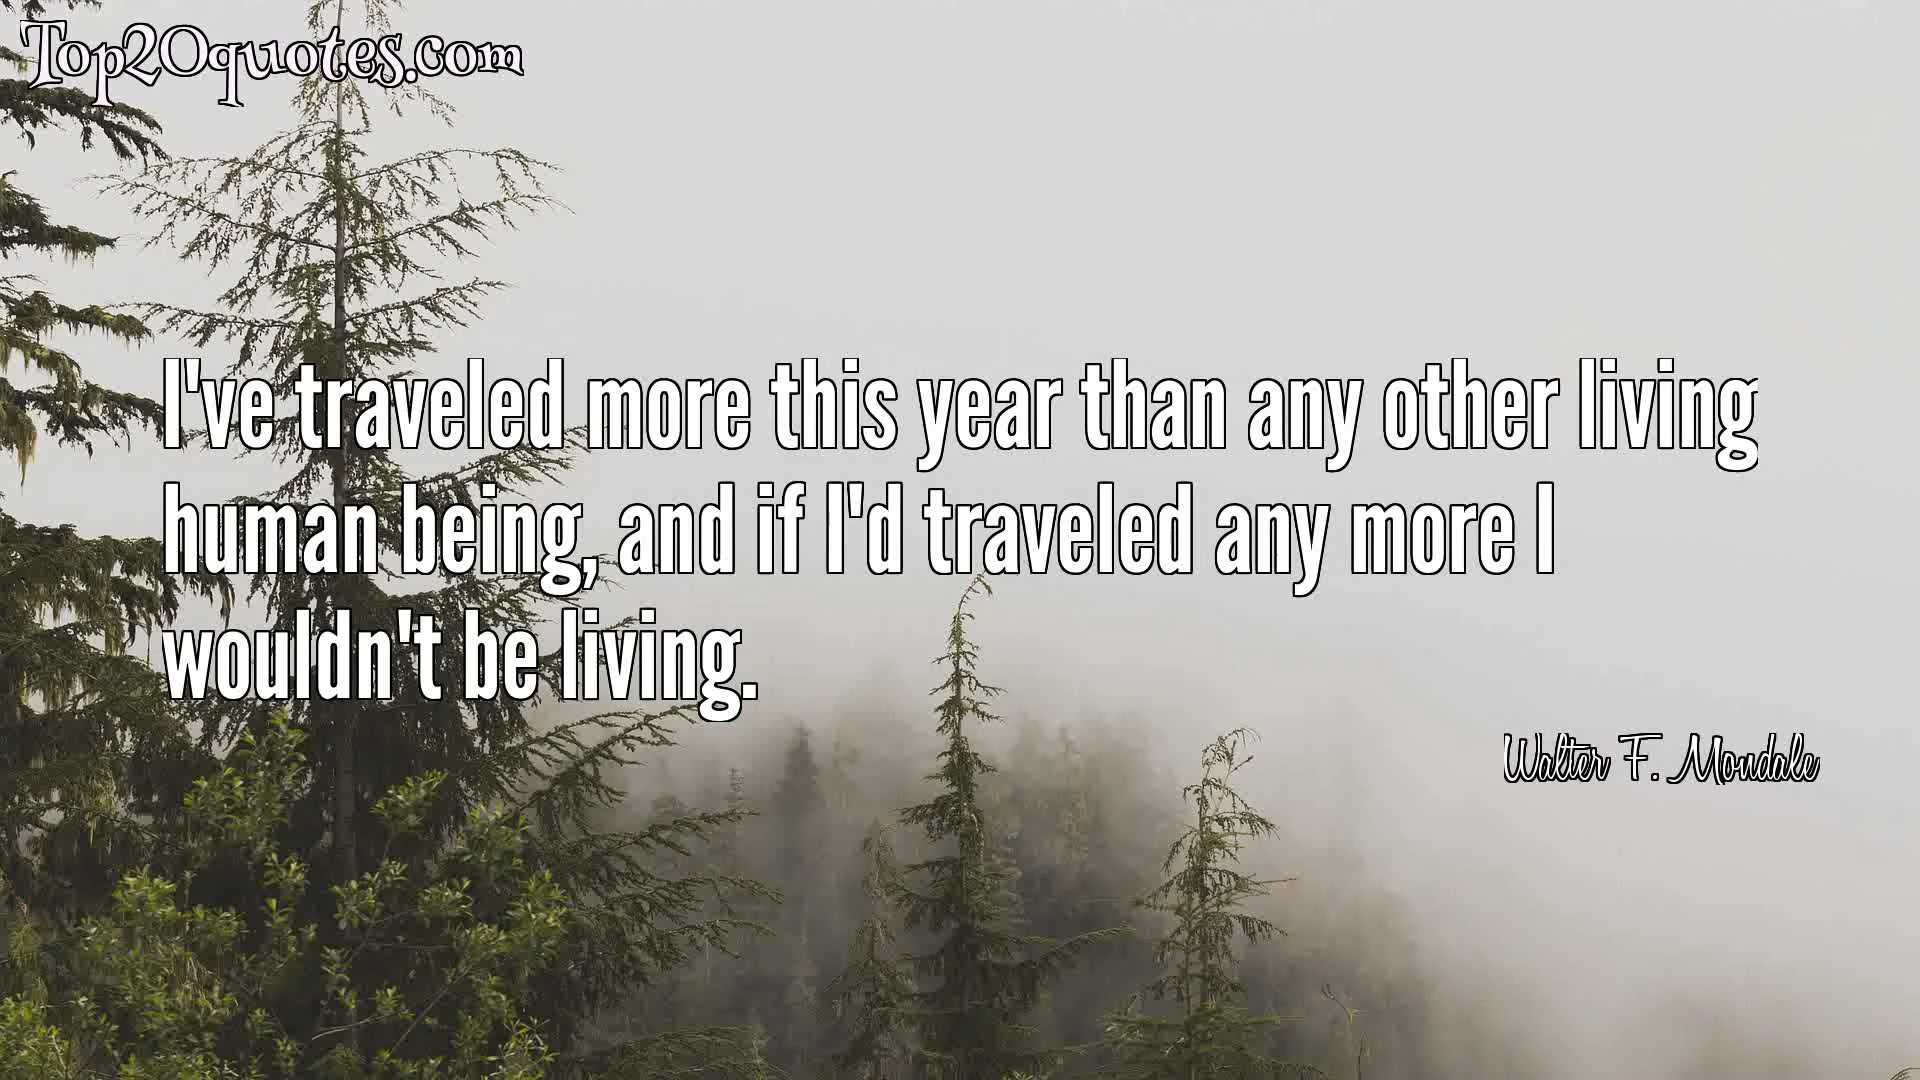 Top20quotes.com
I've traveled more this year than any other living
human being, and if I'd traveled any more I
wouldn't be living.
Walter F. Mondale